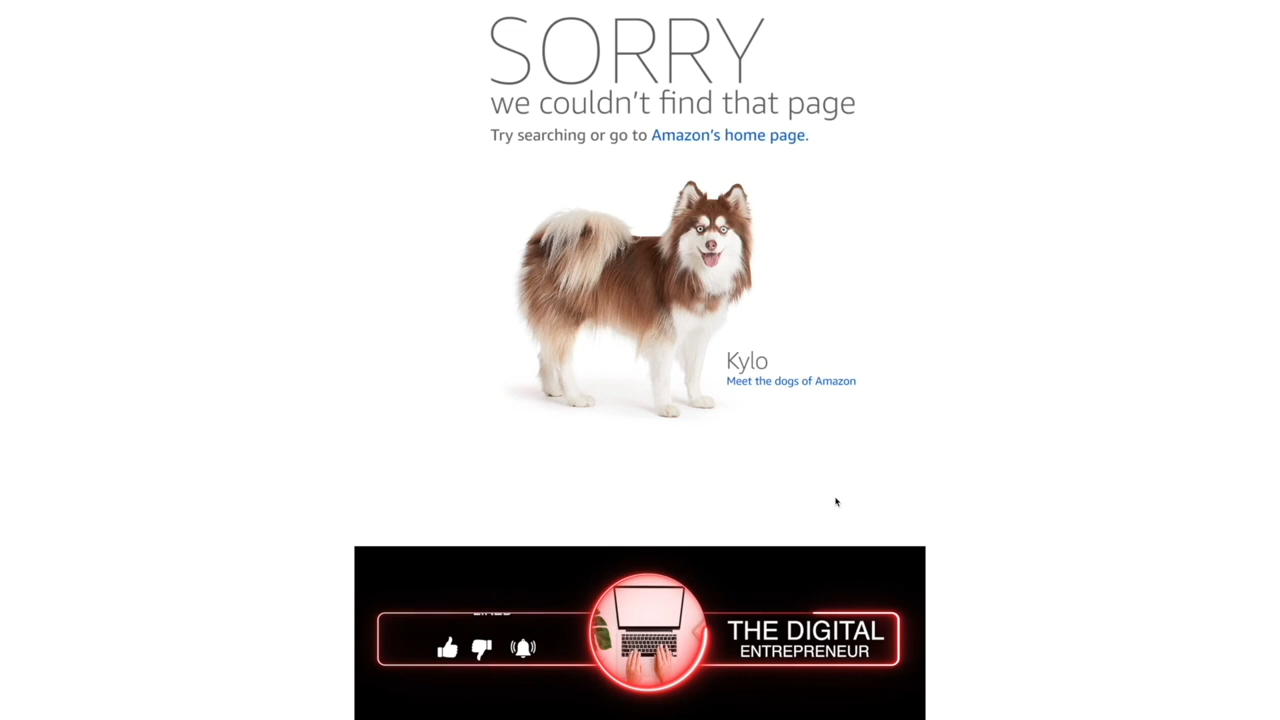 SORRY
we couldn't find that page
Try searching or go to Amazon's home page.
Kylo
Meet the dogs of Amazon
THE DIGITAL
ENTREPRENEUR